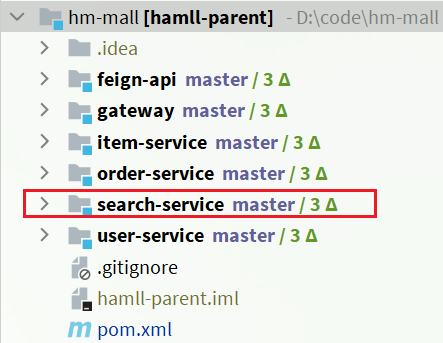 hm-mall [hamll-parent] - D:\code\hm-mall
.idea
feign-api master / 3 Δ
gateway master / 3 Δ
item-service master / 3 Δ
order-service master / 3 Δ
search-service master / 3 Δ
user-service master / 3 Δ
.gitignore
hamll-parent.iml
pom.xml